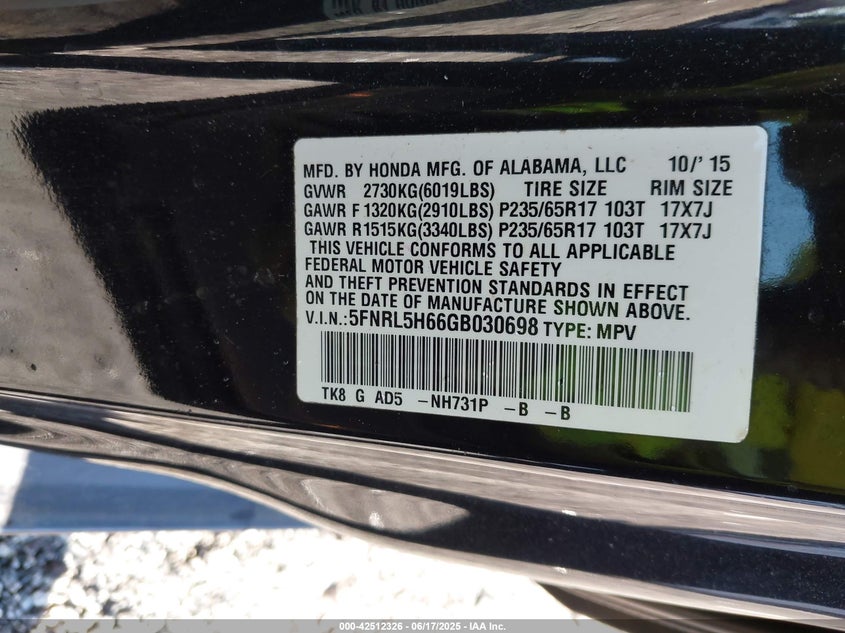 MFD. BY HONDA MFG. OF ALABAMA, LLC 10/'15
GVWR 2730KG(6019LBS) TIRE SIZE RIM SIZE
GAWR F 1320KG(2910LBS) P235/65R17 103T 17X7J
GAWR R 1515KG(3340LBS) P235/65R17 103T 17X7J
THIS VEHICLE CONFORMS TO ALL APPLICABLE
FEDERAL MOTOR VEHICLE SAFETY
AND THEFT PREVENTION STANDARDS IN EFFECT
ON THE DATE OF MANUFACTURE SHOWN ABOVE.
V.I.N.:5FNRL5H66GB030698 TYPE: MPV
TK8 G AD5 -NH731P -B -B
000-42512326 - 06/17/2025 - IAA Inc.